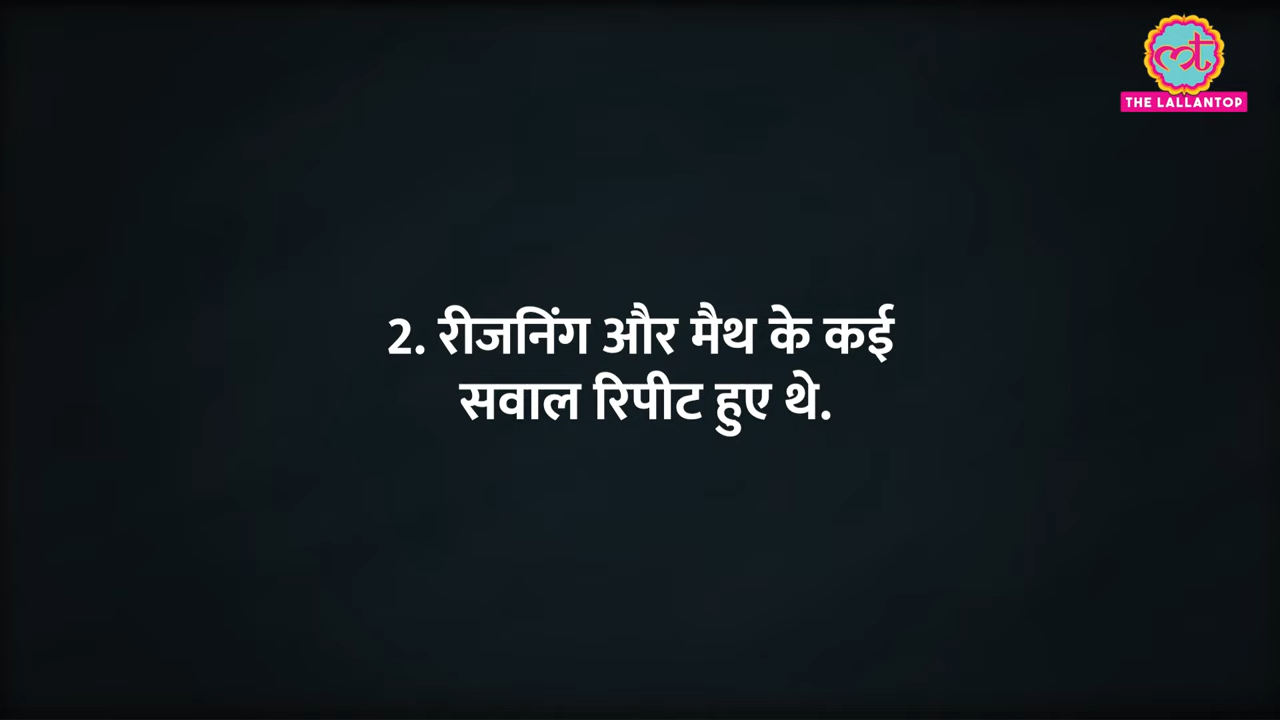 THE LALLANTOP
2. रीजनिंग और मैथ के कई
सवाल रिपीट हुए थे.